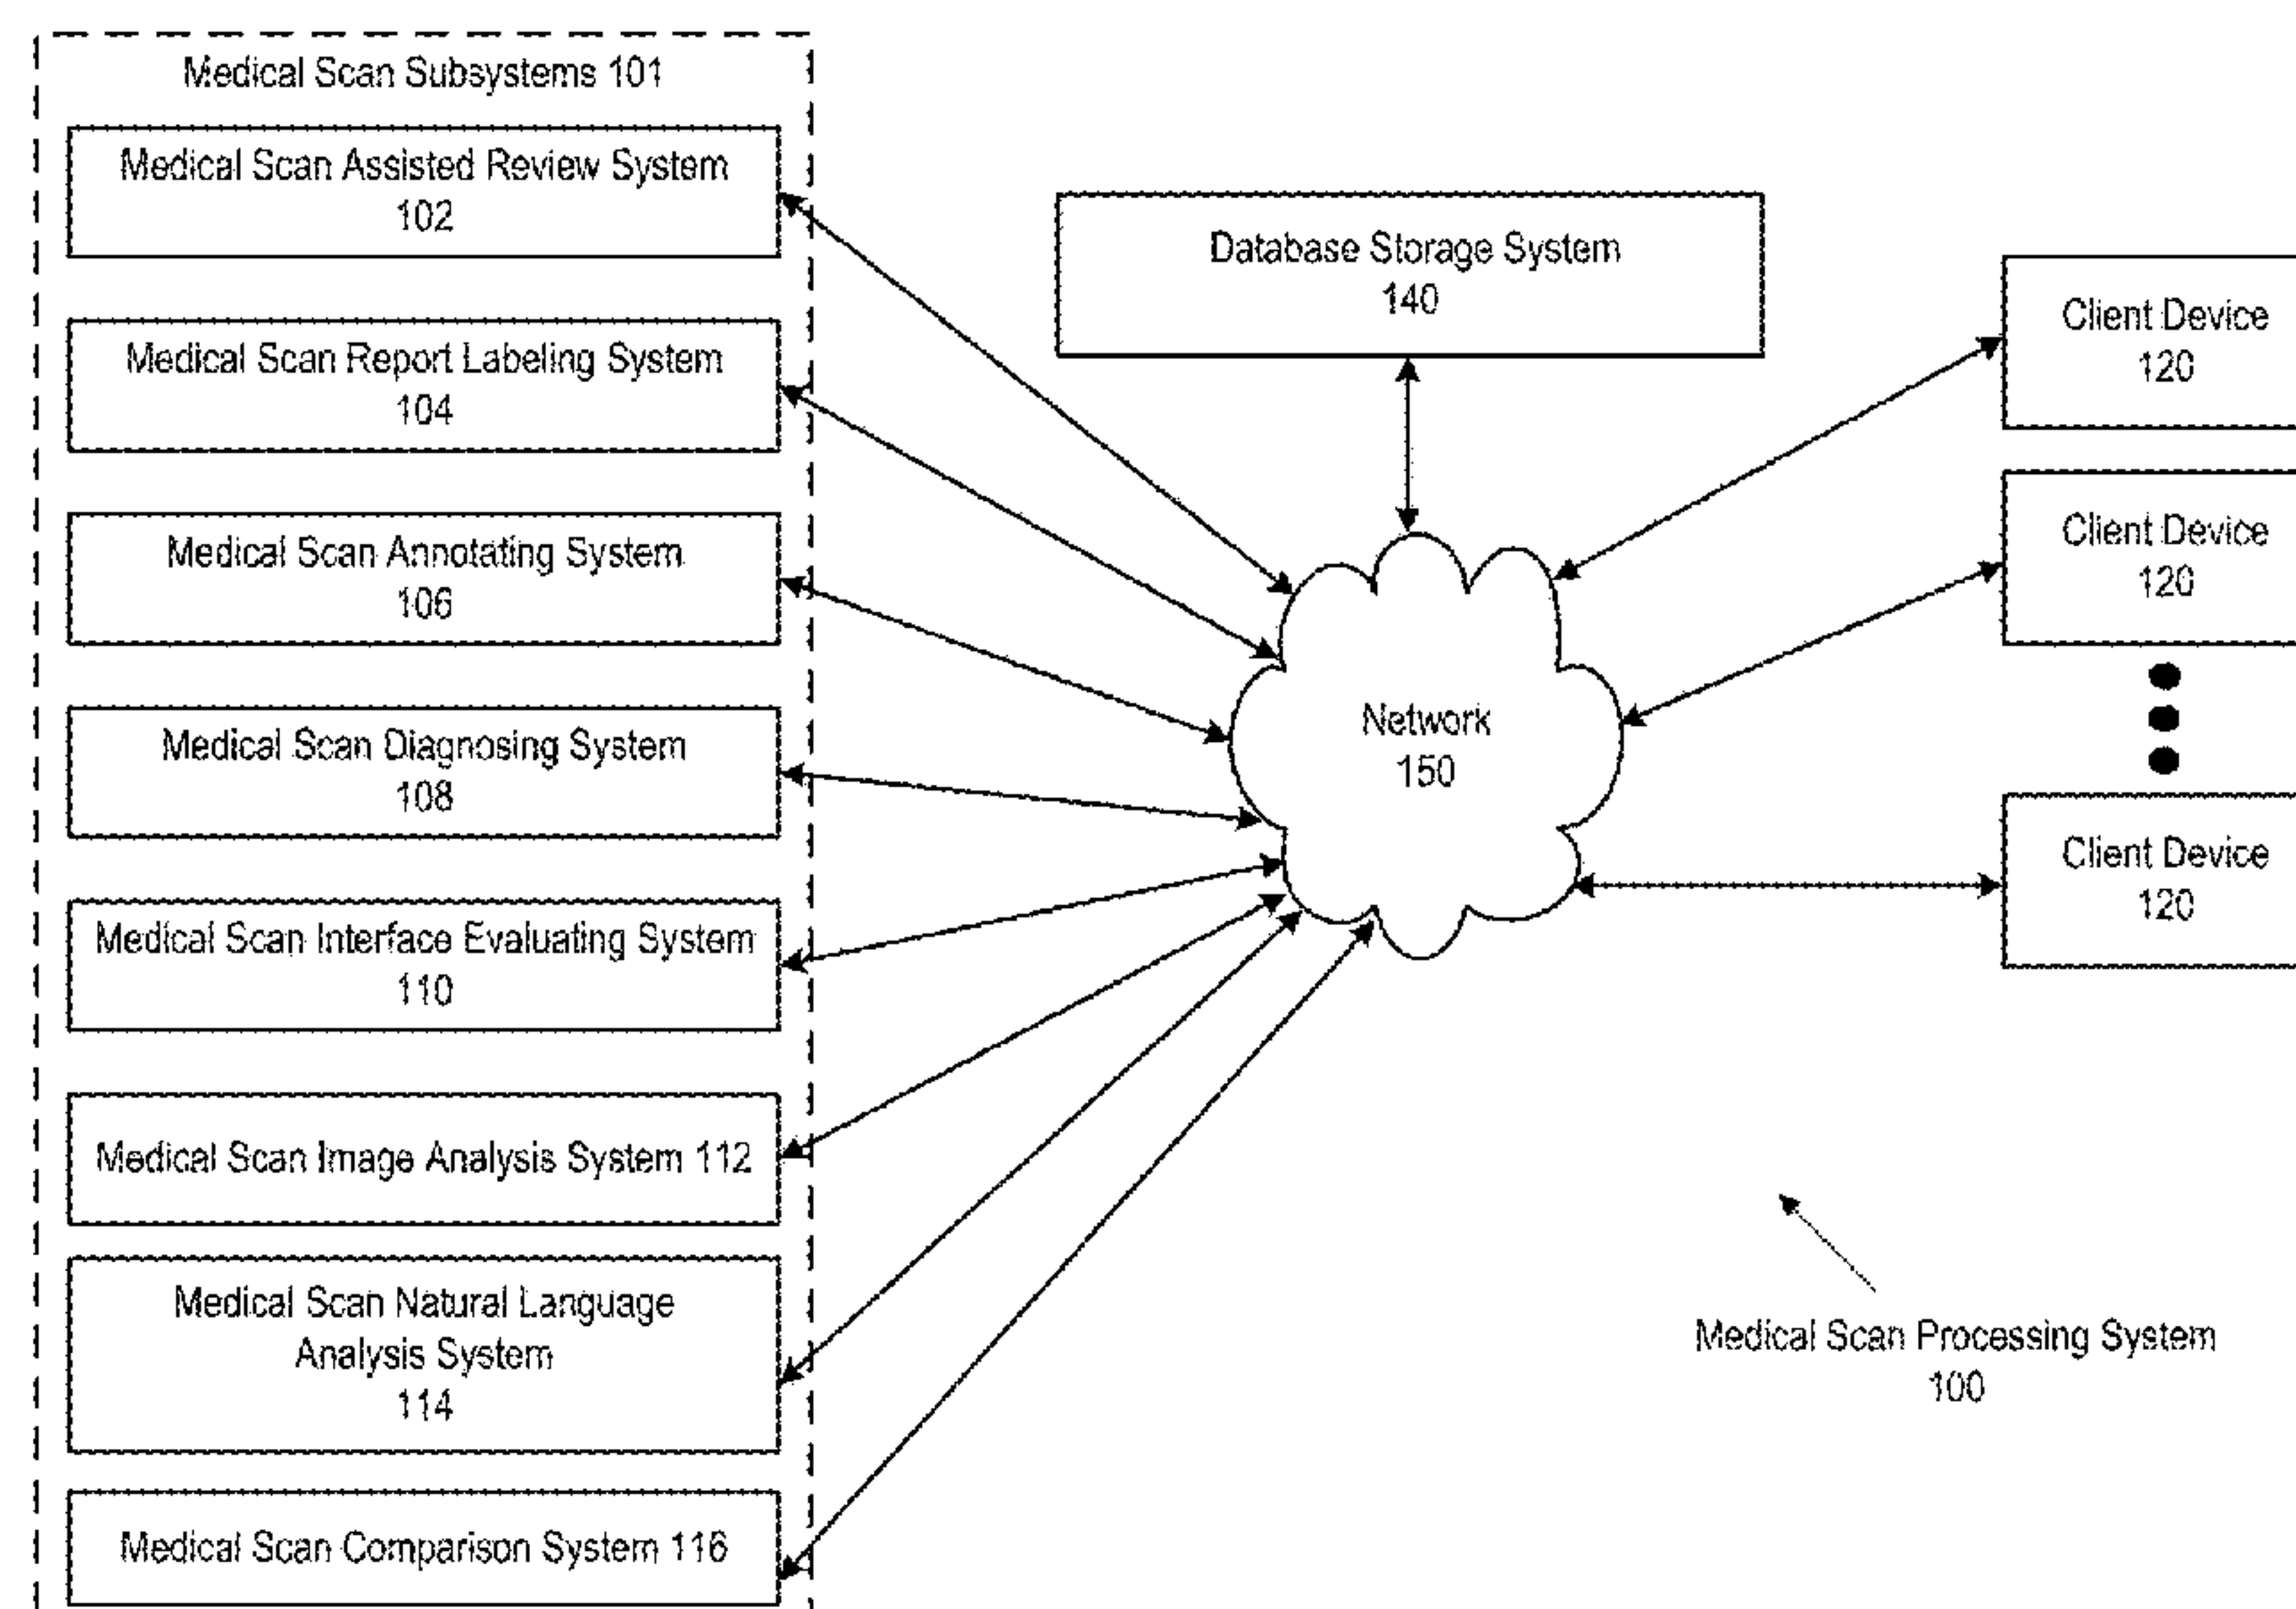 Medical Scan Subsystems 101
Medical Scan Assisted Review System
102
Medical Scan Report Labeling System
104
Medical Scan Annotating System
106
Medical Scan Diagnosing System
108
Medical Scan Interface Evaluating System
110
Medical Scan Image Analysis System 112
Medical Scan Natural Language
Analysis System
114
Medical Scan Comparison System 116
Database Storage System
140
Network
150
Client Device
120
Client Device
120
Client Device
120
Medical Scan Processing System
100